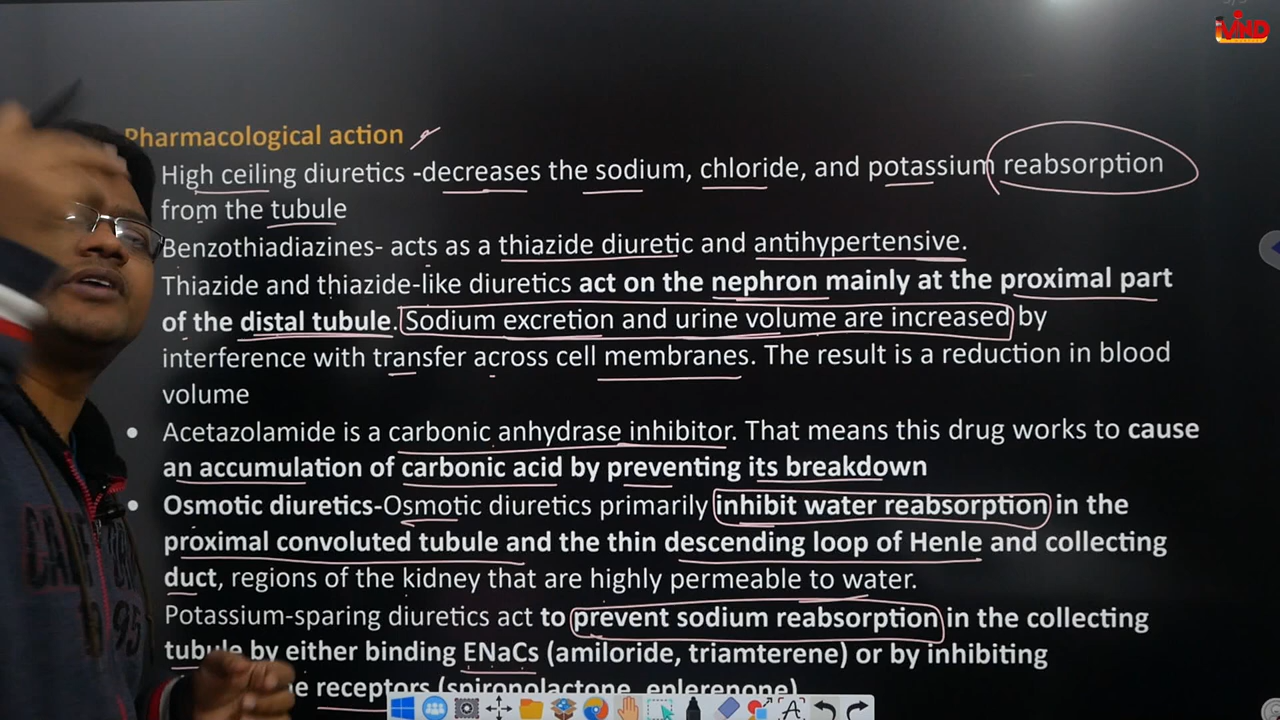 Pharmacological action
High ceiling diuretics -decreases the sodium, chloride, and potassium reabsorption
from the tubule
Benzothiadiazines- acts as a thiazide diuretic and antihypertensive.
Thiazide and thiazide-like diuretics act on the nephron mainly at the proximal part
of the distal tubule. Sodium excretion and urine volume are increased by
interference with transfer across cell membranes. The result is a reduction in blood
volume
• Acetazolamide is a carbonic anhydrase inhibitor. That means this drug works to cause
an accumulation of carbonic acid by preventing its breakdown
• Osmotic diuretics-Osmotic diuretics primarily inhibit water reabsorption in the
proximal convoluted tubule and the thin descending loop of Henle and collecting
duct, regions of the kidney that are highly permeable to water.
Potassium-sparing diuretics act to prevent sodium reabsorption in the collecting
tubule by either binding ENaCs (amiloride, triamterene) or by inhibiting
receptors (spironolactone, eplerenone)
95